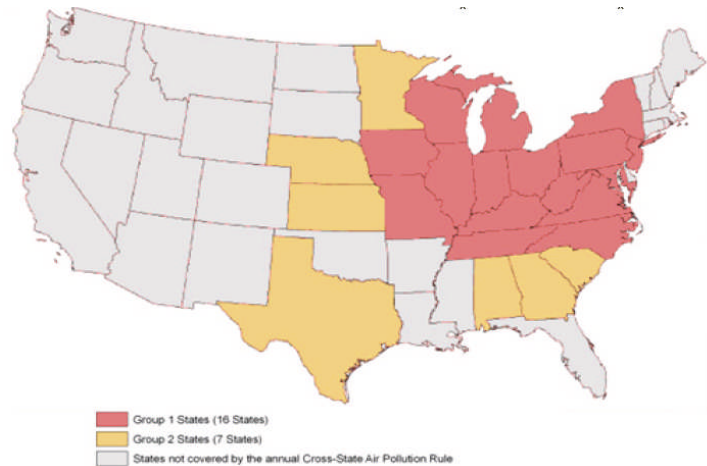 Group 1 States (16 States)
Group 2 States (7 States)
States not covered by the annual Cross-State Air Pollution Rule